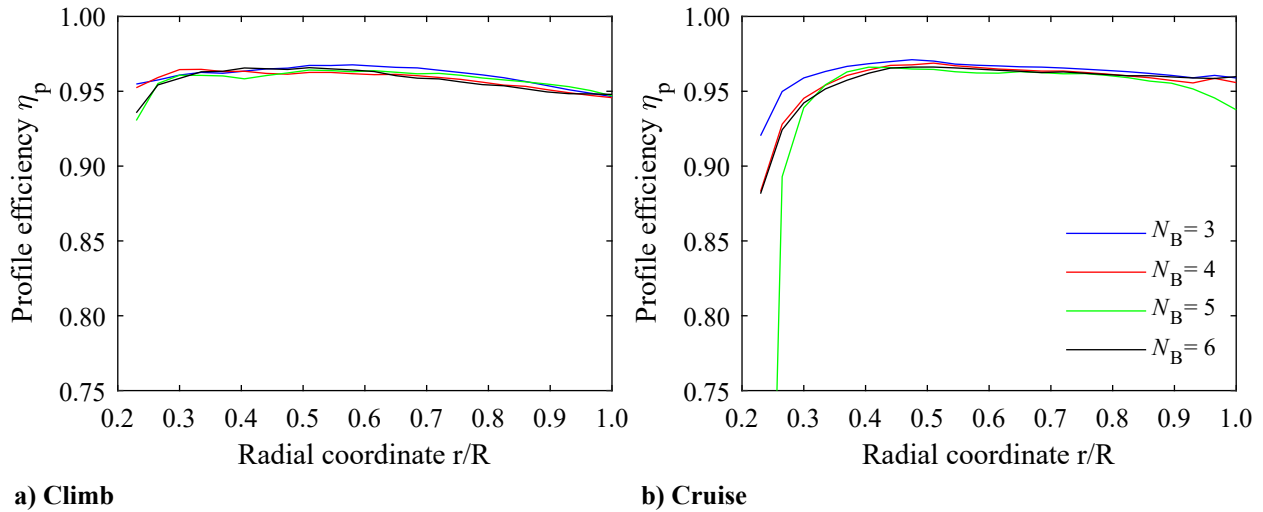 1.00
0.95
0.90
0.85
0.80
0.75
Profile efficiency ηp
0.2 0.3 0.4 0.5 0.6 0.7 0.8 0.9 1.0
Radial coordinate r/R
a) Climb
1.00
0.95
0.90
0.85
0.80
0.75
Profile efficiency ηp
NB= 3
NB= 4
NB= 5
NB= 6
0.2 0.3 0.4 0.5 0.6 0.7 0.8 0.9 1.0
Radial coordinate r/R
b) Cruise